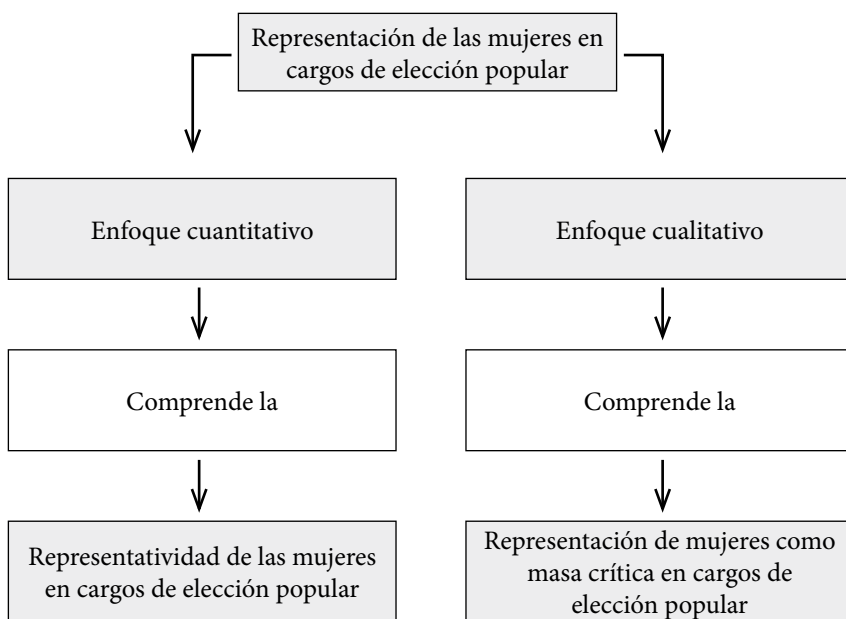 Representación de las mujeres en
cargos de elección popular
Enfoque cuantitativo
Enfoque cualitativo
Comprende la
Comprende la
Representatividad de las mujeres
en cargos de elección popular
Representación de mujeres como
masa crítica en cargos de
elección popular